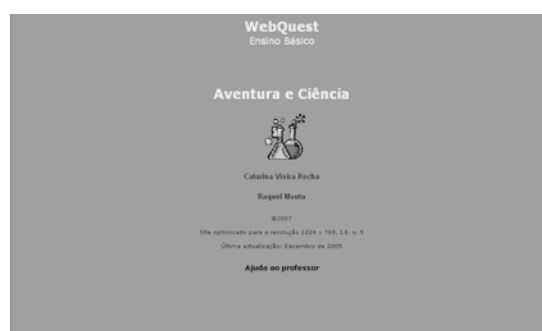 WebQuest
Ensino Básico
Aventura e Ciência
Catarina Vieira Rocha
Raquel Mouta
©2007
Site optimizado para a resolução 1024 x 768, I.E. v. 5
Última actualização: Dezembro de 2005
Ajuda ao professor